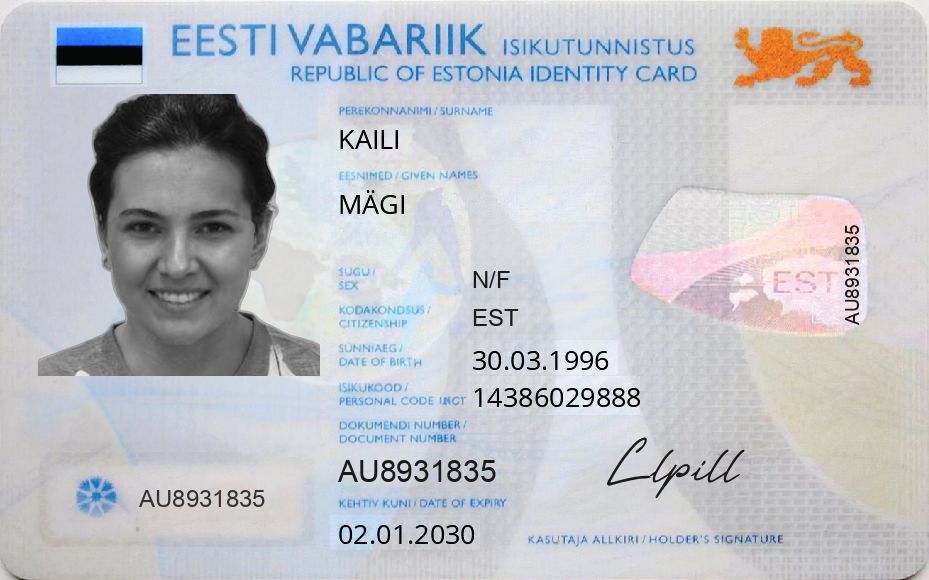 EESTI VABARIIK ISIKUTUNNISTUS
REPUBLIC OF ESTONIA IDENTITY CARD
PEREKONNANIMI / SURNAME
KAILI
EESNIMED / GIVEN NAMES
MÄGI
SUGU /
SEX
N/F
KODAKONDSUS /
CITIZENSHIP
EST
SÜNNIAEG /
DATE OF BIRTH
30.03.1996
ISIKUKOOD /
PERSONAL CODE
14386029888
DOKUMENDI NUMBER /
DOCUMENT NUMBER
AU8931835
KEHTIV KUNI / DATE OF EXPIRY
02.01.2030
AU8931835
EST
AU8931835
KASUTAJA ALLKIRI / HOLDER'S SIGNATURE